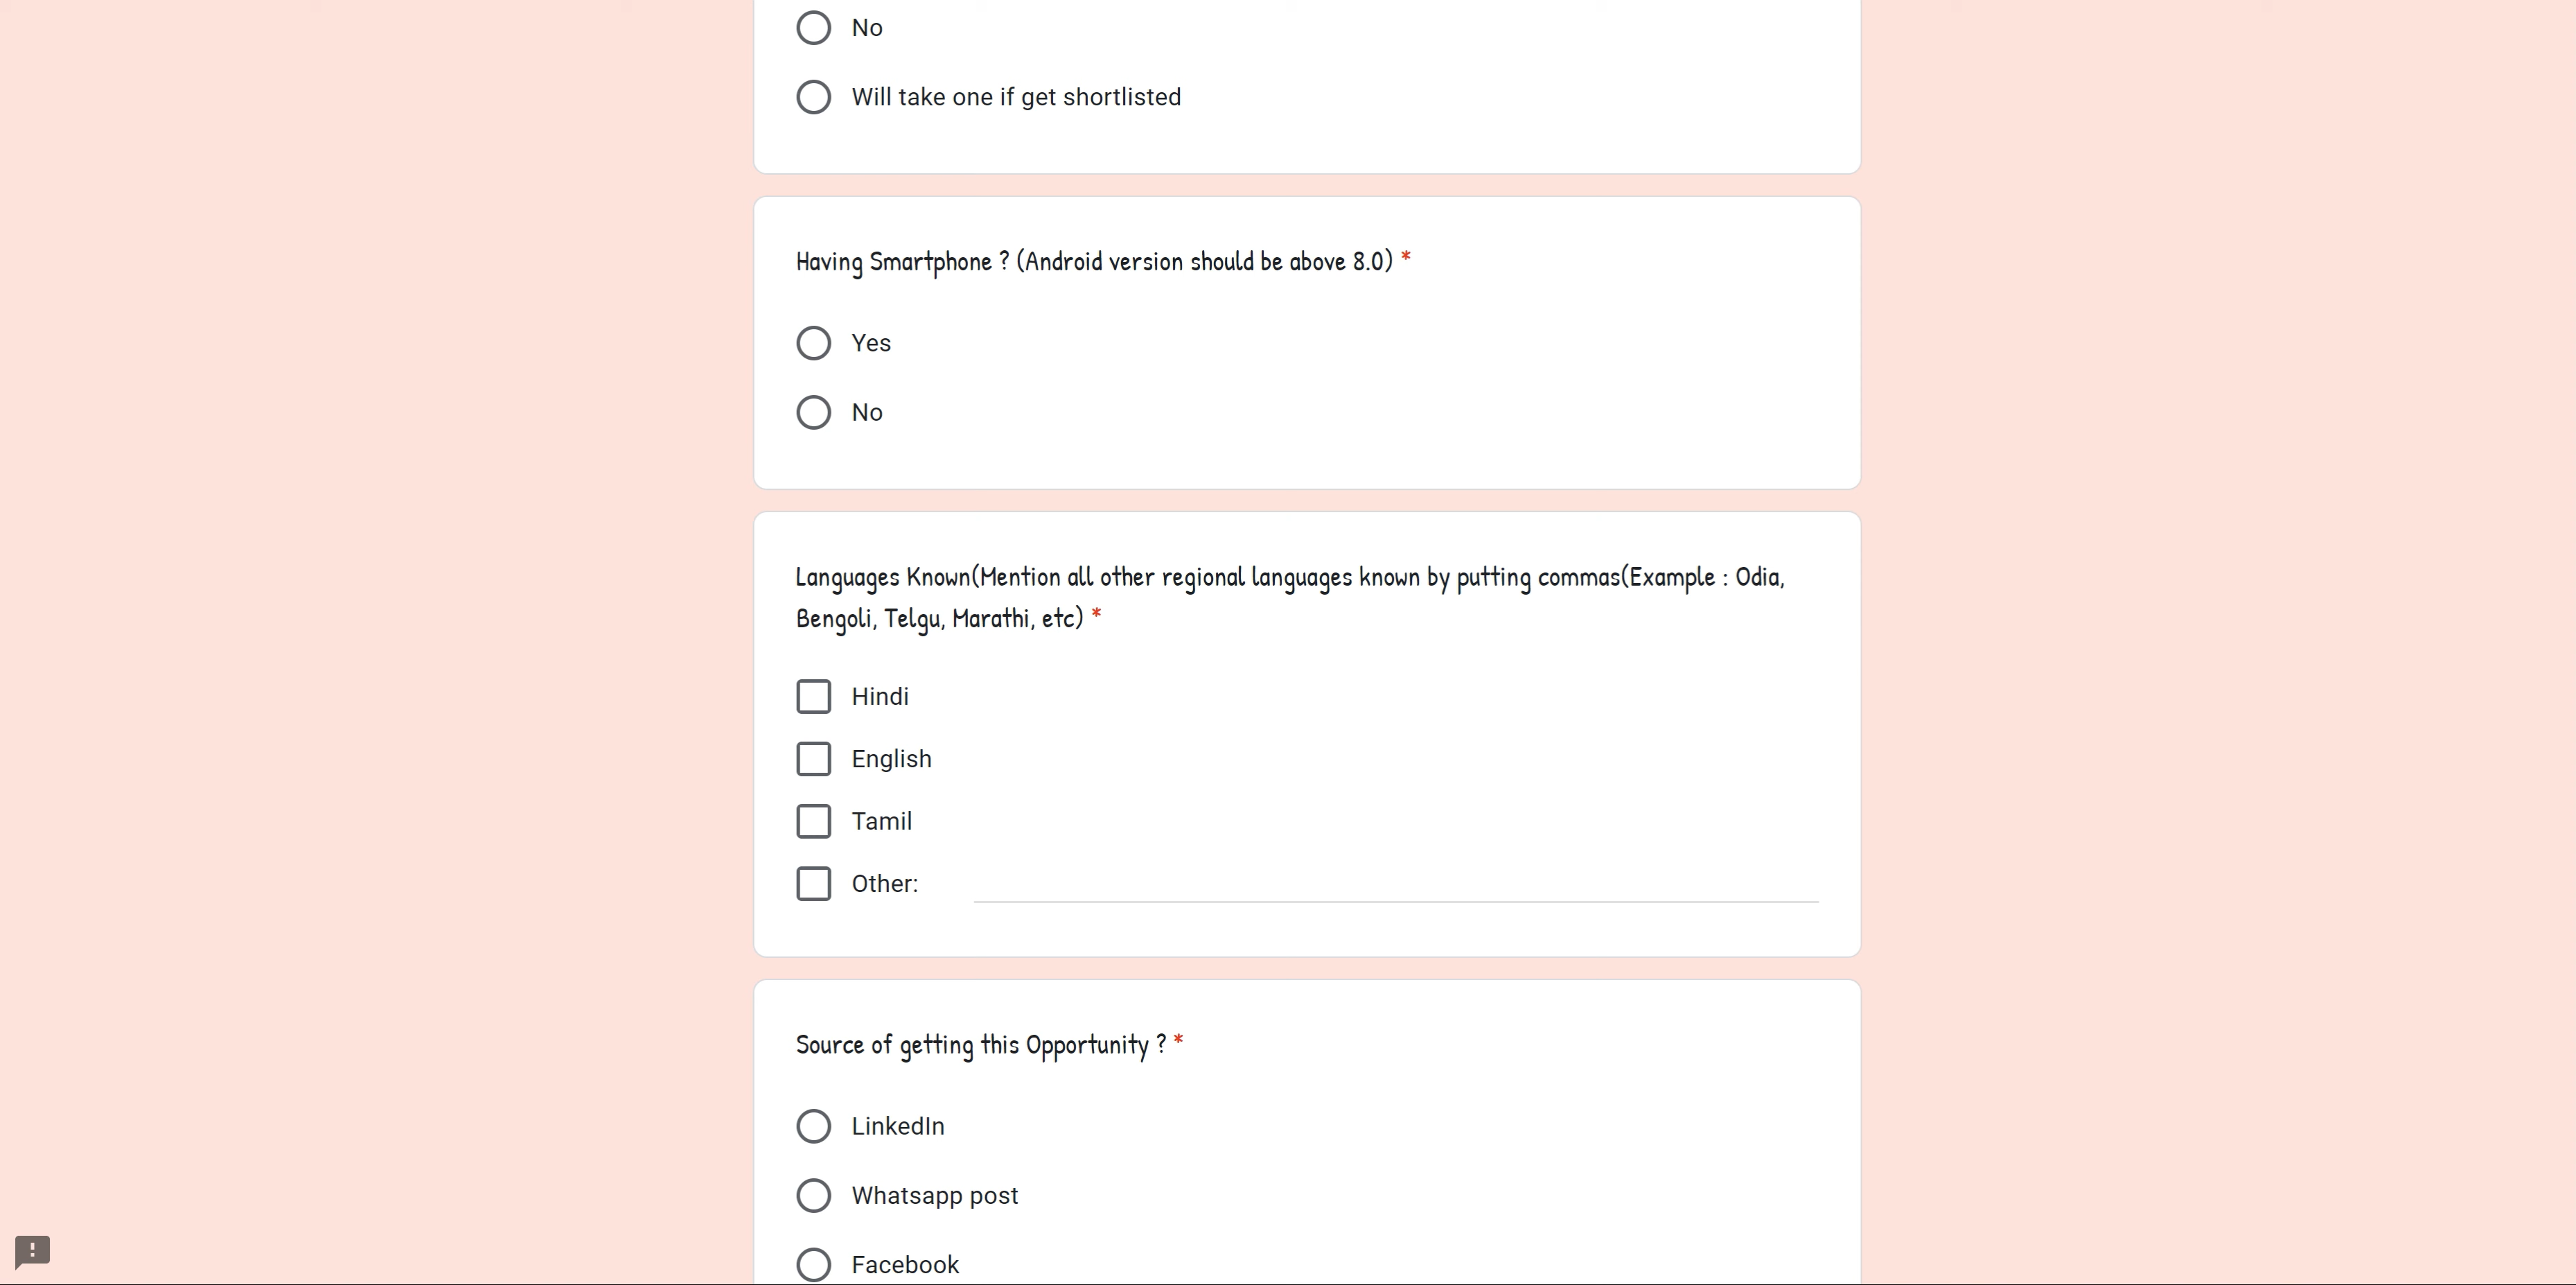 No
Will take one if get shortlisted
Having Smartphone ? (Android version should be above 8.0) *
Yes
No
Languages Known(Mention all other regional languages known by putting commas(Example : Odia,
Bengoli, Telgu, Marathi, etc) *
Hindi
English
Tamil
Other:
Source of getting this Opportunity ? *
LinkedIn
Whatsapp post
Facebook